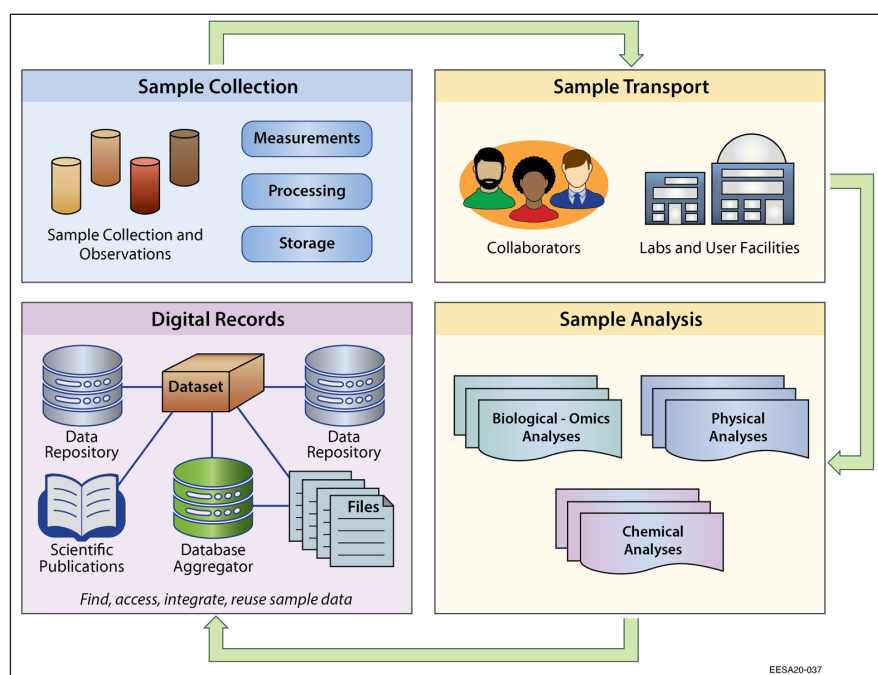 Sample Collection
Measurements
Processing
Storage
Sample Collection and
Observations
Sample Transport
Collaborators
Labs and User Facilities
Digital Records
Dataset
Data
Repository
Data
Repository
Scientific
Publications
Database
Aggregator
Files
Find, access, integrate, reuse sample data
Sample Analysis
Biological - Omics
Analyses
Physical
Analyses
Chemical
Analyses
EESA20-037